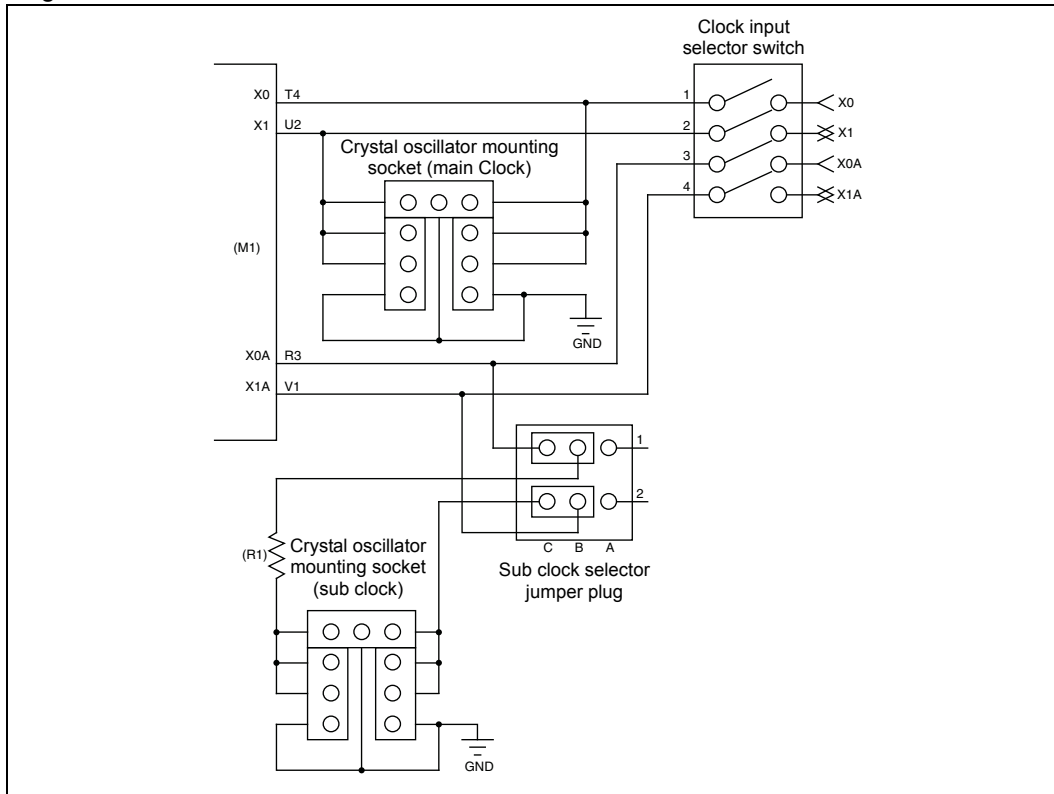 Clock input
selector switch
X0 T4
1
X0
X1 U2
2
X1
Crystal oscillator mounting
socket (main Clock)
3
X0A
4
X1A
(M1)
GND
X0A R3
X1A V1
1
2
C B A
Sub clock selector
jumper plug
(R1)
Crystal oscillator
mounting socket
(sub clock)
GND